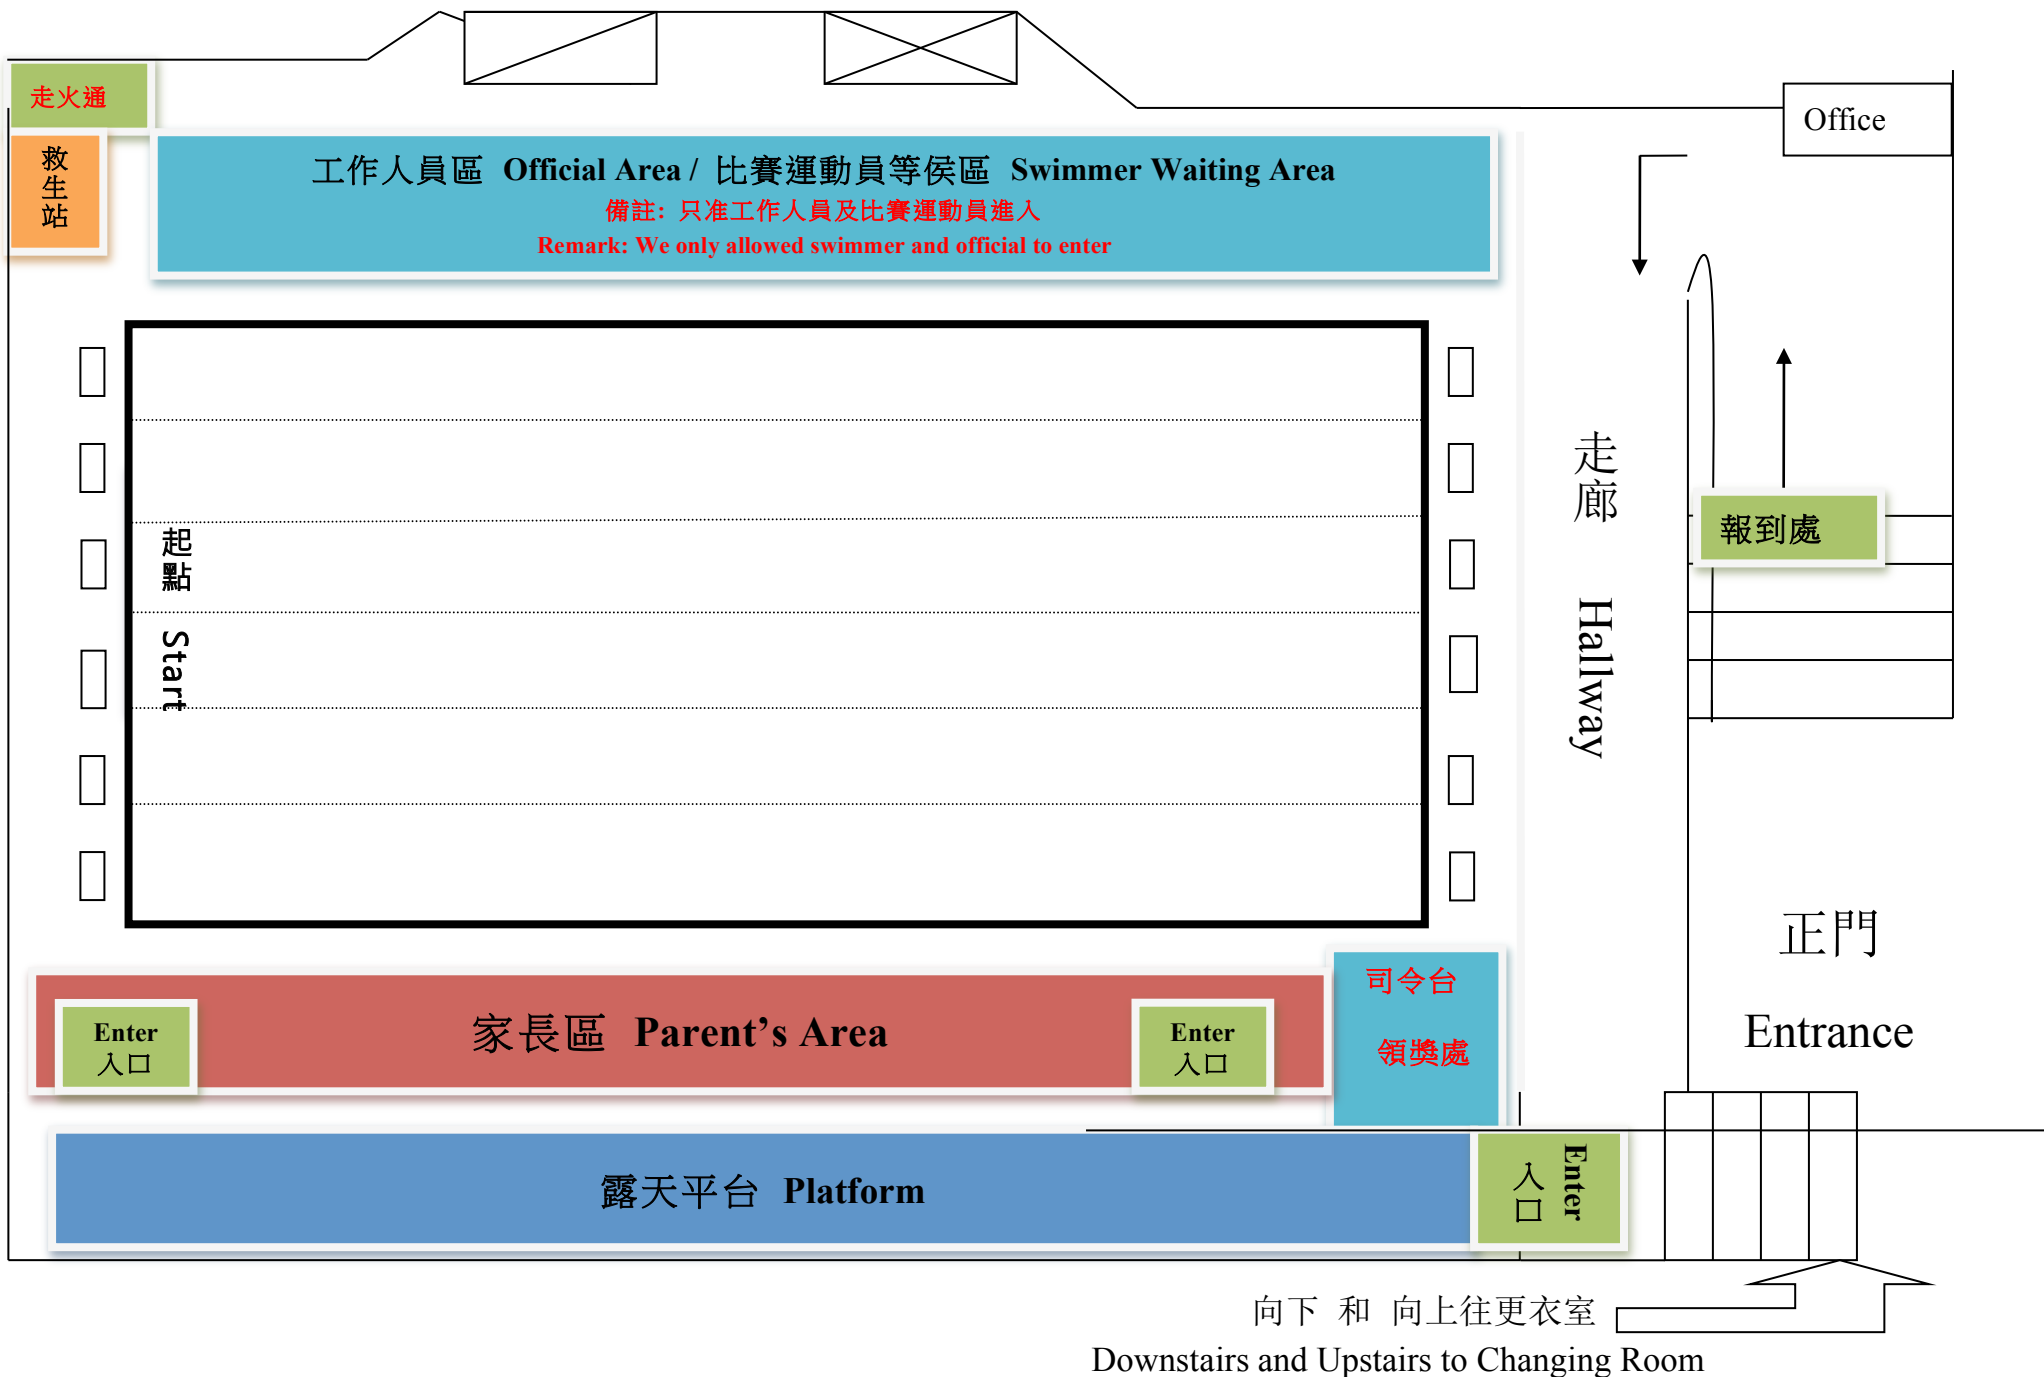 Office
走火通
救生站
工作人員區 Official Area / 比賽運動員等侯區 Swimmer Waiting Area
備註: 只准工作人員及比賽運動員進入
Remark: We only allowed swimmer and official to enter
起點 Start
走廊 Hallway
報到處
正門
Entrance
司令台
領獎處
家長區 Parent’s Area
Enter
入口
Enter
入口
露天平台 Platform
Enter
入口
向下 和 向上往更衣室
Downstairs and Upstairs to Changing Room